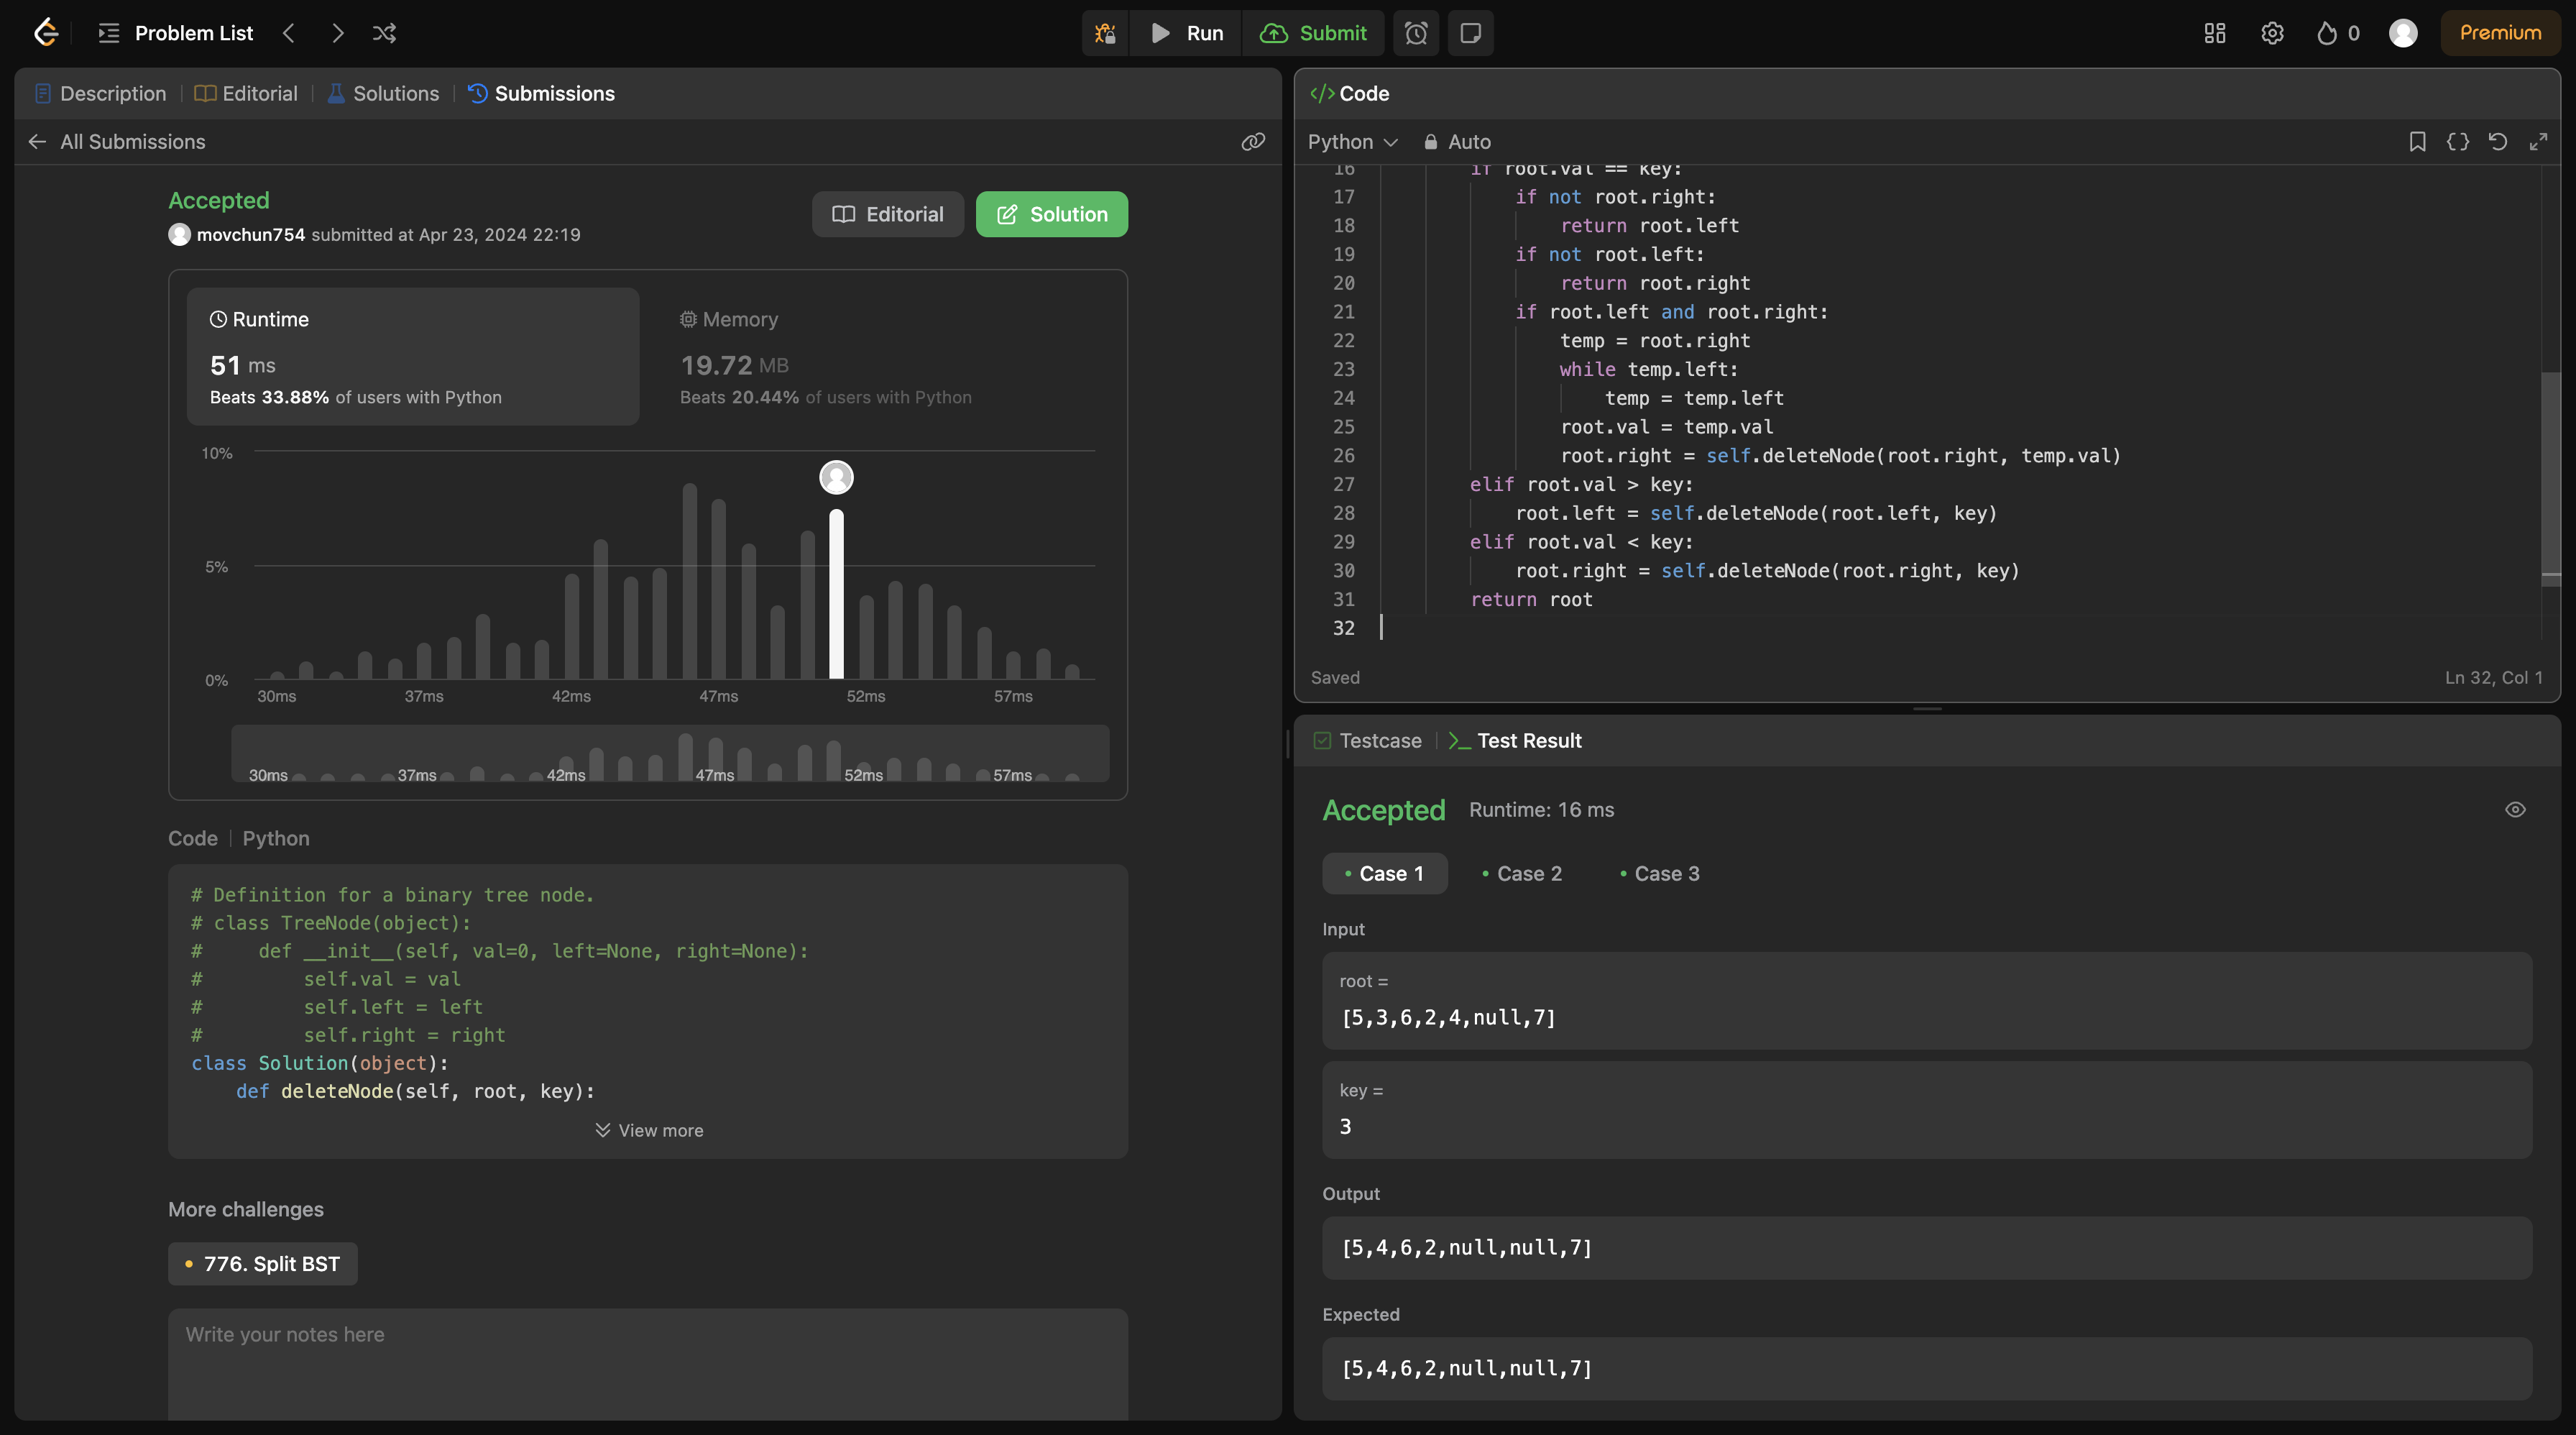 Problem List
Run
Submit
0
Premium
Description
Editorial
Solutions
Submissions
All Submissions
Accepted
movchun754 submitted at Apr 23, 2024 22:19
Editorial
Solution
Runtime
51 ms
Beats 33.88% of users with Python
Memory
19.72 MB
Beats 20.44% of users with Python
10%
5%
0%
30ms 37ms 42ms 47ms 52ms 57ms
30ms 37ms 42ms 47ms 52ms 57ms
Code | Python
# Definition for a binary tree node.
# class TreeNode(object):
#     def __init__(self, val=0, left=None, right=None):
#         self.val = val
#         self.left = left
#         self.right = right
class Solution(object):
    def deleteNode(self, root, key):
View more
More challenges
776. Split BST
Write your notes here
</> Code
Python
Auto
16         if root.val == key:
17             if not root.right:
18                 return root.left
19             if not root.left:
20                 return root.right
21             if root.left and root.right:
22                 temp = root.right
23                 while temp.left:
24                     temp = temp.left
25                 root.val = temp.val
26                 root.right = self.deleteNode(root.right, temp.val)
27         elif root.val > key:
28             root.left = self.deleteNode(root.left, key)
29         elif root.val < key:
30             root.right = self.deleteNode(root.right, key)
31         return root
32
Saved
Ln 32, Col 1
Testcase
Test Result
Accepted
Runtime: 16 ms
Case 1
Case 2
Case 3
Input
root =
[5,3,6,2,4,null,7]
key =
3
Output
[5,4,6,2,null,null,7]
Expected
[5,4,6,2,null,null,7]